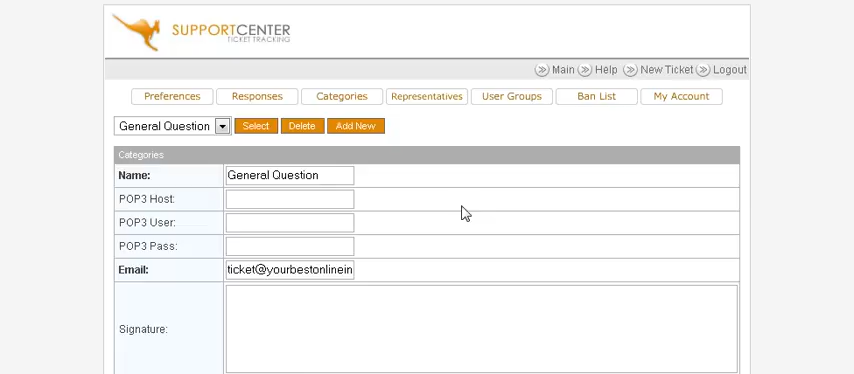 SUPPORTCENTER
TICKET TRACKING
Main Help New Ticket Logout
Preferences Responses Categories Representatives User Groups Ban List My Account
General Question Select Delete Add New
Categories
Name: General Question
POP3 Host:
POP3 User:
POP3 Pass:
Email: ticket@yourbestonlinein
Signature: